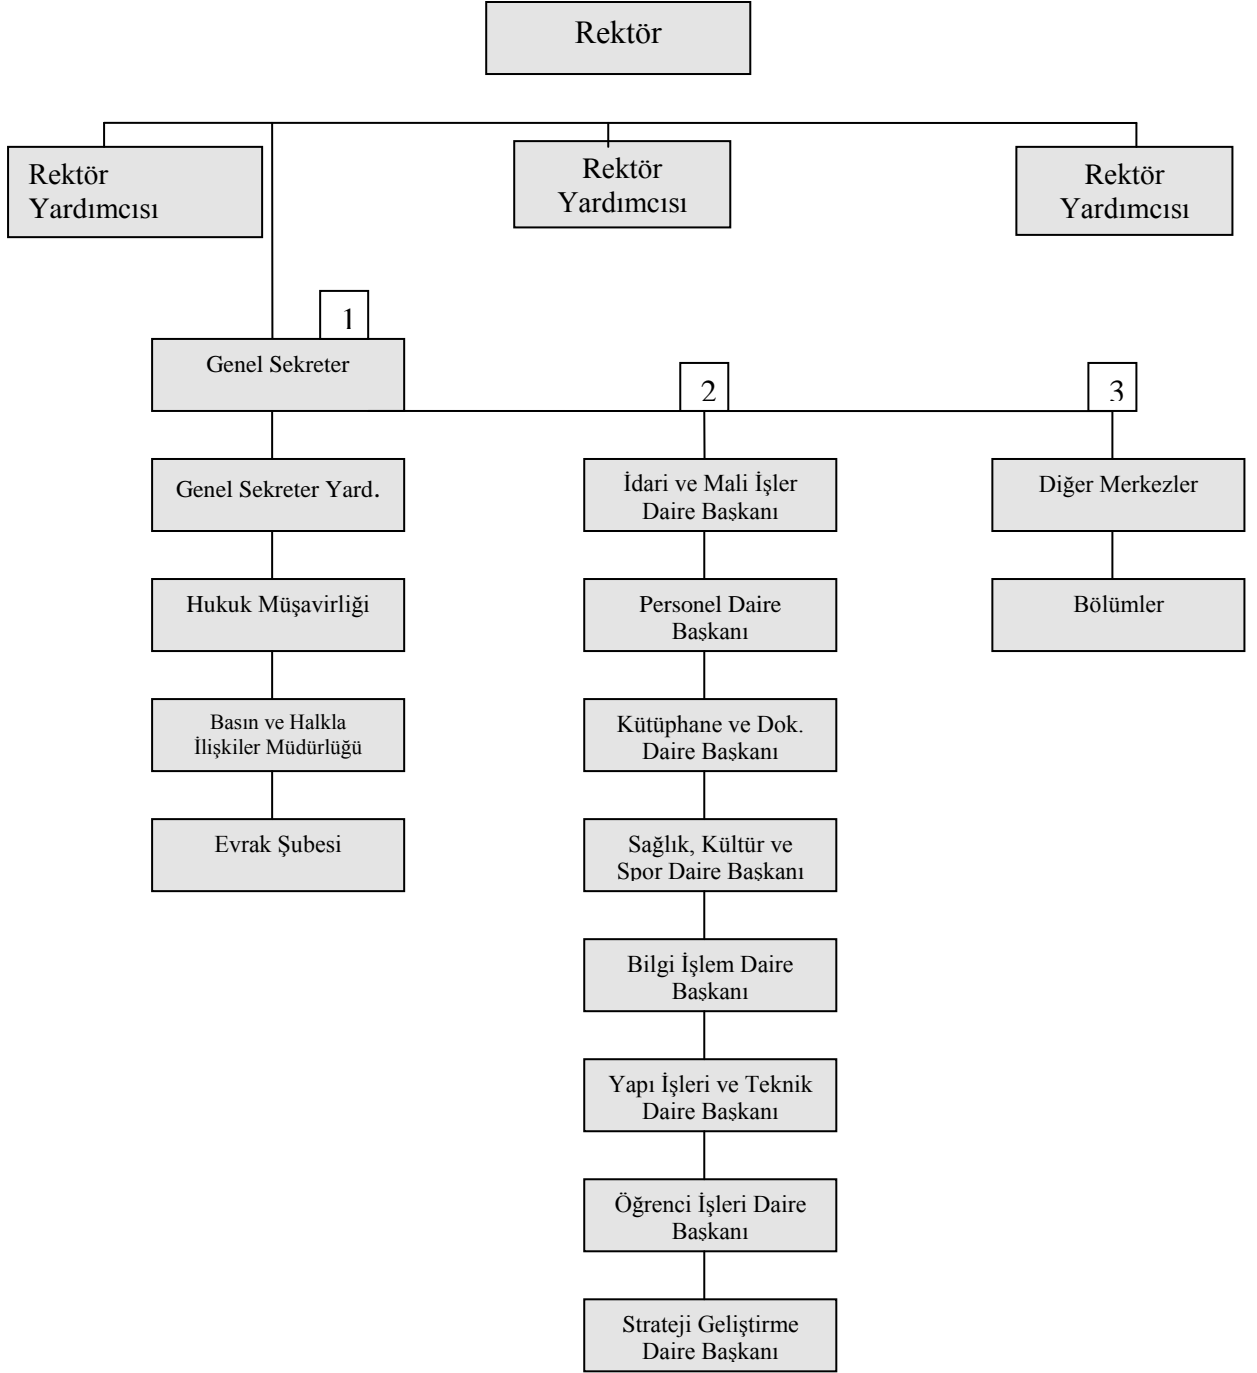 Rektör
Rektör
Yardımcısı
Rektör
Yardımcısı
Rektör
Yardımcısı
1
Genel Sekreter
2
3
Genel Sekreter Yard.
Hukuk Müşavirliği
Basın ve Halkla
İlişkiler Müdürlüğü
Evrak Şubesi
İdari ve Mali İşler
Daire Başkanı
Personel Daire
Başkanı
Kütüphane ve Dok.
Daire Başkanı
Sağlık, Kültür ve
Spor Daire Başkanı
Bilgi İşlem Daire
Başkanı
Yapı İşleri ve Teknik
Daire Başkanı
Öğrenci İşleri Daire
Başkanı
Strateji Geliştirme
Daire Başkanı
Diğer Merkezler
Bölümler